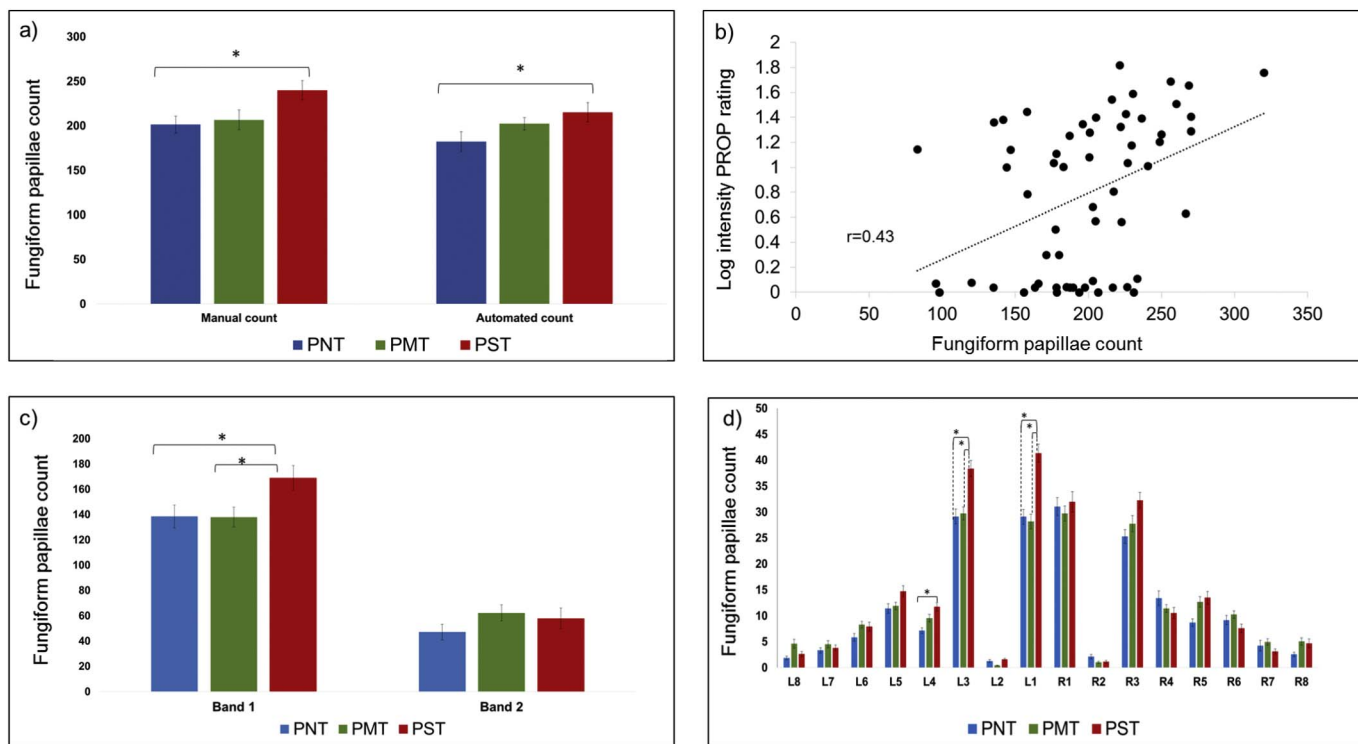 a)
Fungiform papillae count
300
250
200
150
100
50
0
*
*
Manual count Automated count
PNT PMT PST
b)
Log intensity PROP rating
2
1.8
1.6
1.4
1.2
1
0.8
0.6
0.4
0.2
0
r=0.43
0 50 100 150 200 250 300 350
Fungiform papillae count
c)
Fungiform papillae count
200
180
160
140
120
100
80
60
40
20
0
*
*
Band 1 Band 2
PNT PMT PST
d)
Fungiform papillae count
50
45
40
35
30
25
20
15
10
5
0
*
*
*
*
*
L8 L7 L6 L5 L4 L3 L2 L1 R1 R2 R3 R4 R5 R6 R7 R8
PNT PMT PST